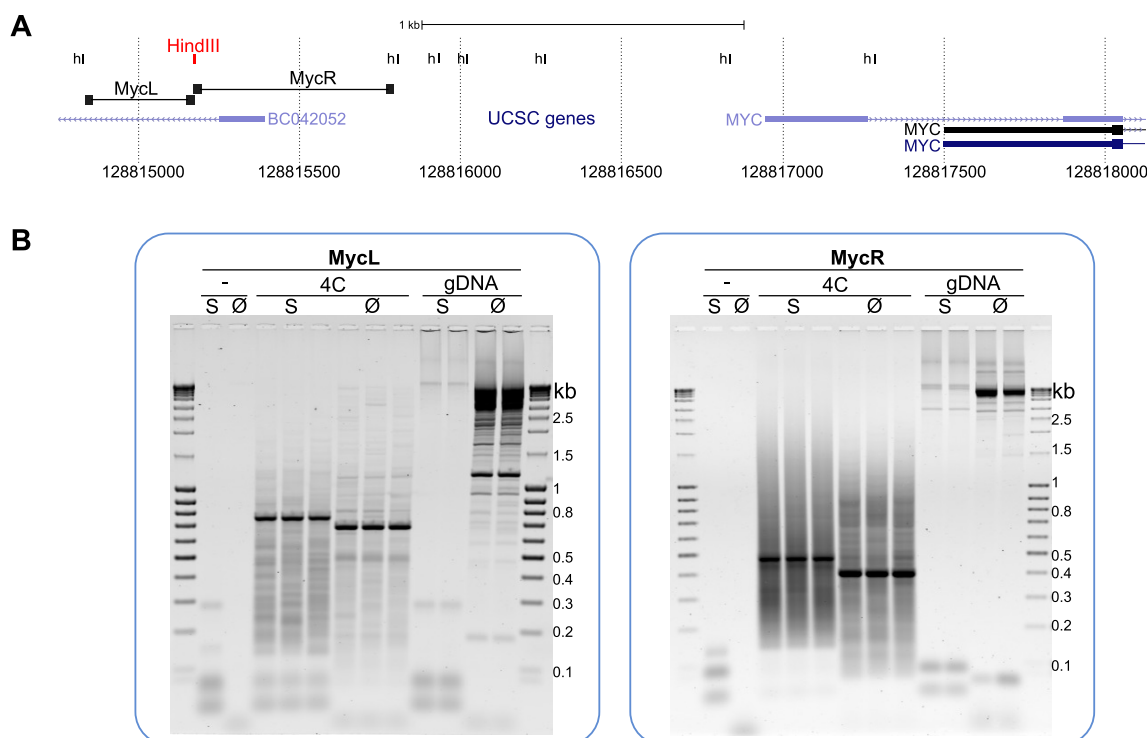 A
1 kb
HindIII
hI hI hI hI hI hI hI
MycL MycR
BC042052 UCSC genes MYC
MYC
MYC
128815000 128815500 128816000 128816500 128817000 128817500 128818000
B
MycL MycR
- 4C gDNA - 4C gDNA
S Ø S Ø S Ø S Ø S Ø S Ø
kb kb
2.5 2.5
1.5 1.5
1 1
0.8 0.8
0.5 0.5
0.4 0.4
0.3 0.3
0.2 0.2
0.1 0.1